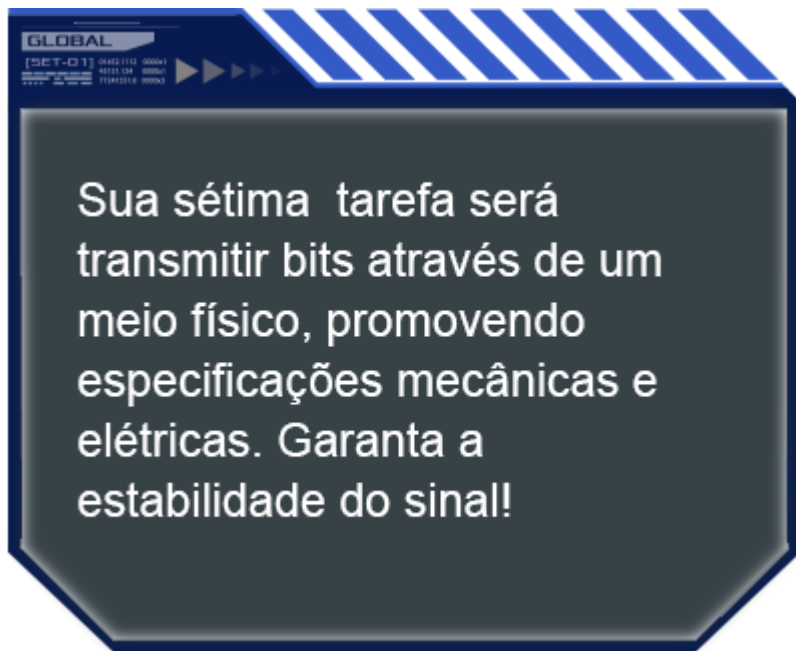 GLOBAL
[SET-01]
Sua sétima tarefa será
transmitir bits através de um
meio físico, promovendo
especificações mecânicas e
elétricas. Garanta a
estabilidade do sinal!